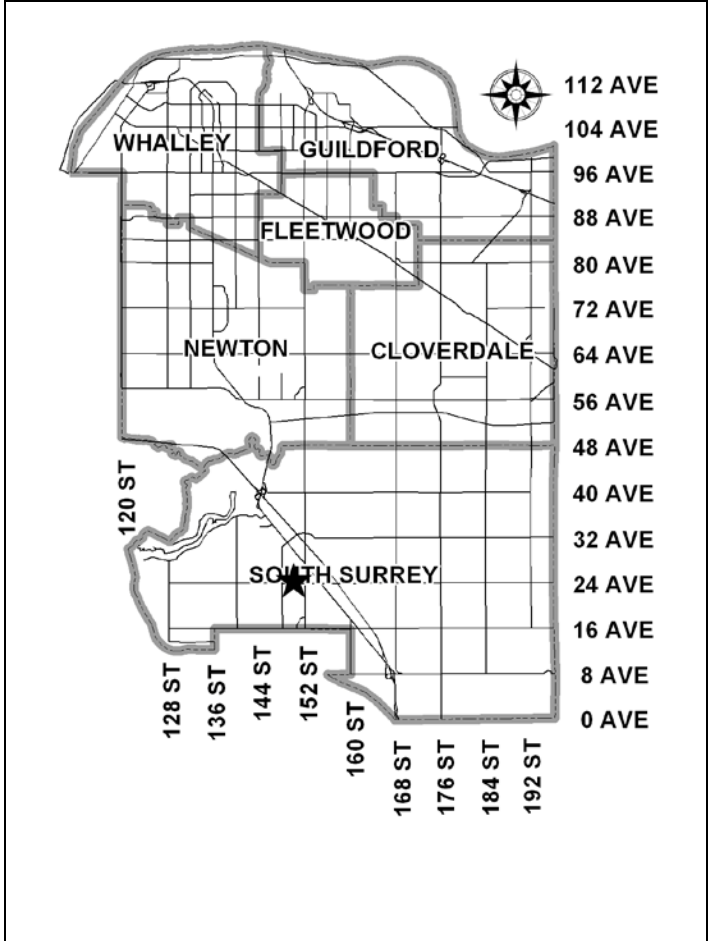 112 AVE
104 AVE
WHALLEY
GUILDFORD
96 AVE
88 AVE
FLEETWOOD
80 AVE
72 AVE
NEWTON
CLOVERDALE
64 AVE
56 AVE
48 AVE
120 ST
40 AVE
32 AVE
SOUTH SURREY
24 AVE
16 AVE
128 ST
136 ST
144 ST
152 ST
160 ST
8 AVE
0 AVE
168 ST
176 ST
184 ST
192 ST